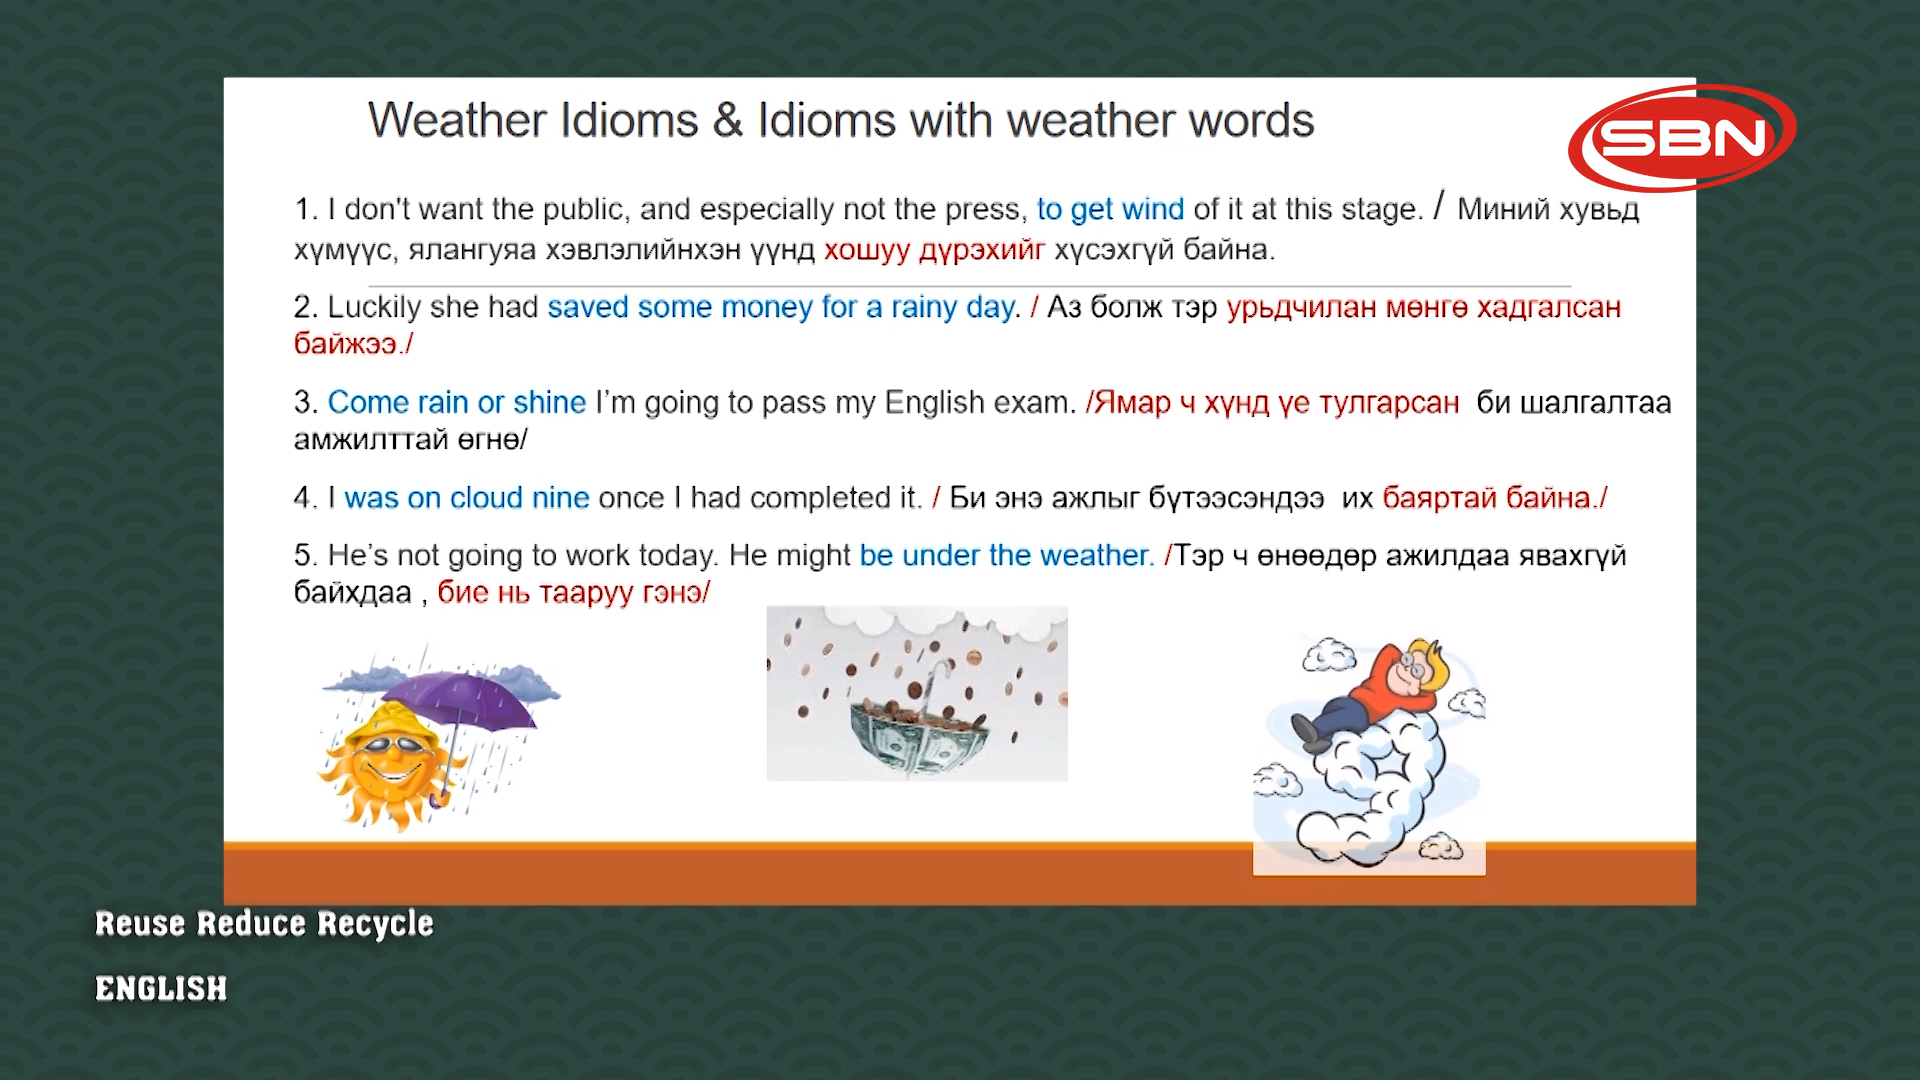 Weather Idioms & Idioms with weather words
SBN
1. I don't want the public, and especially not the press, to get wind of it at this stage. / Миний хувьд
хүмүүс, ялангуяа хэвлэлийнхэн үүнд хошуу дүрэхийг хүсэхгүй байна.
2. Luckily she had saved some money for a rainy day. / Аз болж тэр урьдчилан мөнгө хадгалсан
байжээ./
3. Come rain or shine I’m going to pass my English exam. /Ямар ч хүнд үе тулгарсан би шалгалтаа
амжилттай өгнө/
4. I was on cloud nine once I had completed it. / Би энэ ажлыг бүтээсэндээ их баяртай байна./
5. He’s not going to work today. He might be under the weather. /Тэр ч өнөөдөр ажилдаа явахгүй
байхдаа , бие нь тааруу гэнэ/
Reuse Reduce Recycle
ENGLISH